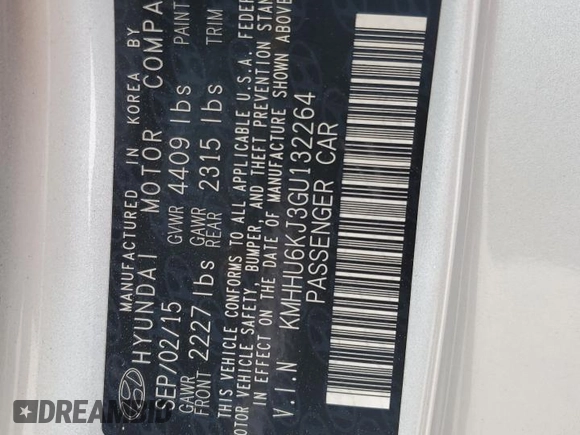 MANUFACTURED IN KOREA BY
HYUNDAI MOTOR COMPA
SEP/02/15 GVWR 4409 lbs PAINT
GAWR FRONT 2227 lbs GAWR REAR 2315 lbs TRIM
THIS VEHICLE CONFORMS TO ALL APPLICABLE U.S.A. FEDER
OTOR VEHICLE SAFETY, BUMPER, AND THEFT PREVENTION STAN
IN EFFECT ON THE DATE OF MANUFACTURE SHOWN ABOVE
V.I.N KMHHU6KJ3GU132264
PASSENGER CAR
DREAMBID